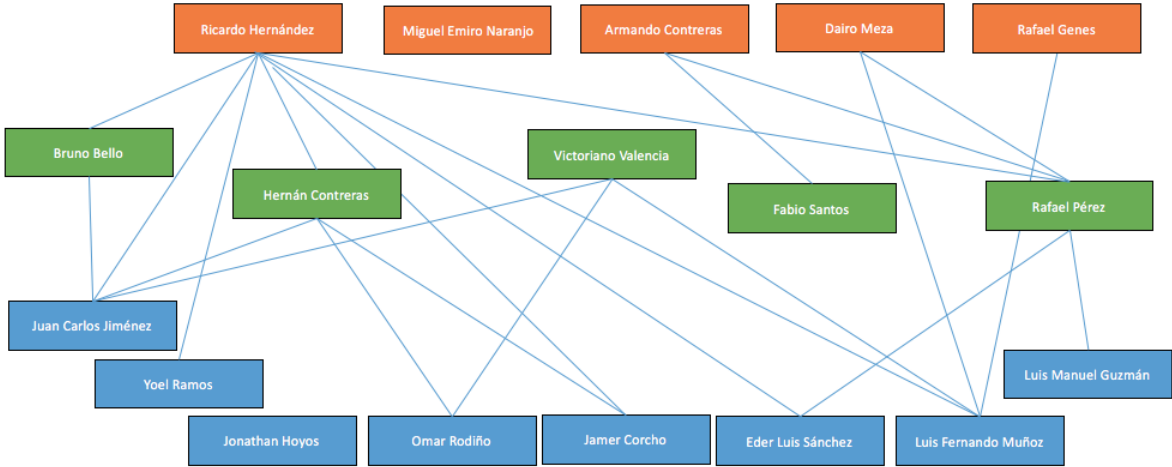 Ricardo Hernández
Miguel Emiro Naranjo
Armando Contreras
Dairo Meza
Rafael Genes
Bruno Bello
Victoriano Valencia
Hernán Contreras
Fabio Santos
Rafael Pérez
Juan Carlos Jiménez
Yoel Ramos
Luis Manuel Guzmán
Jonathan Hoyos
Omar Rodiño
Jamer Corcho
Eder Luis Sánchez
Luis Fernando Muñoz